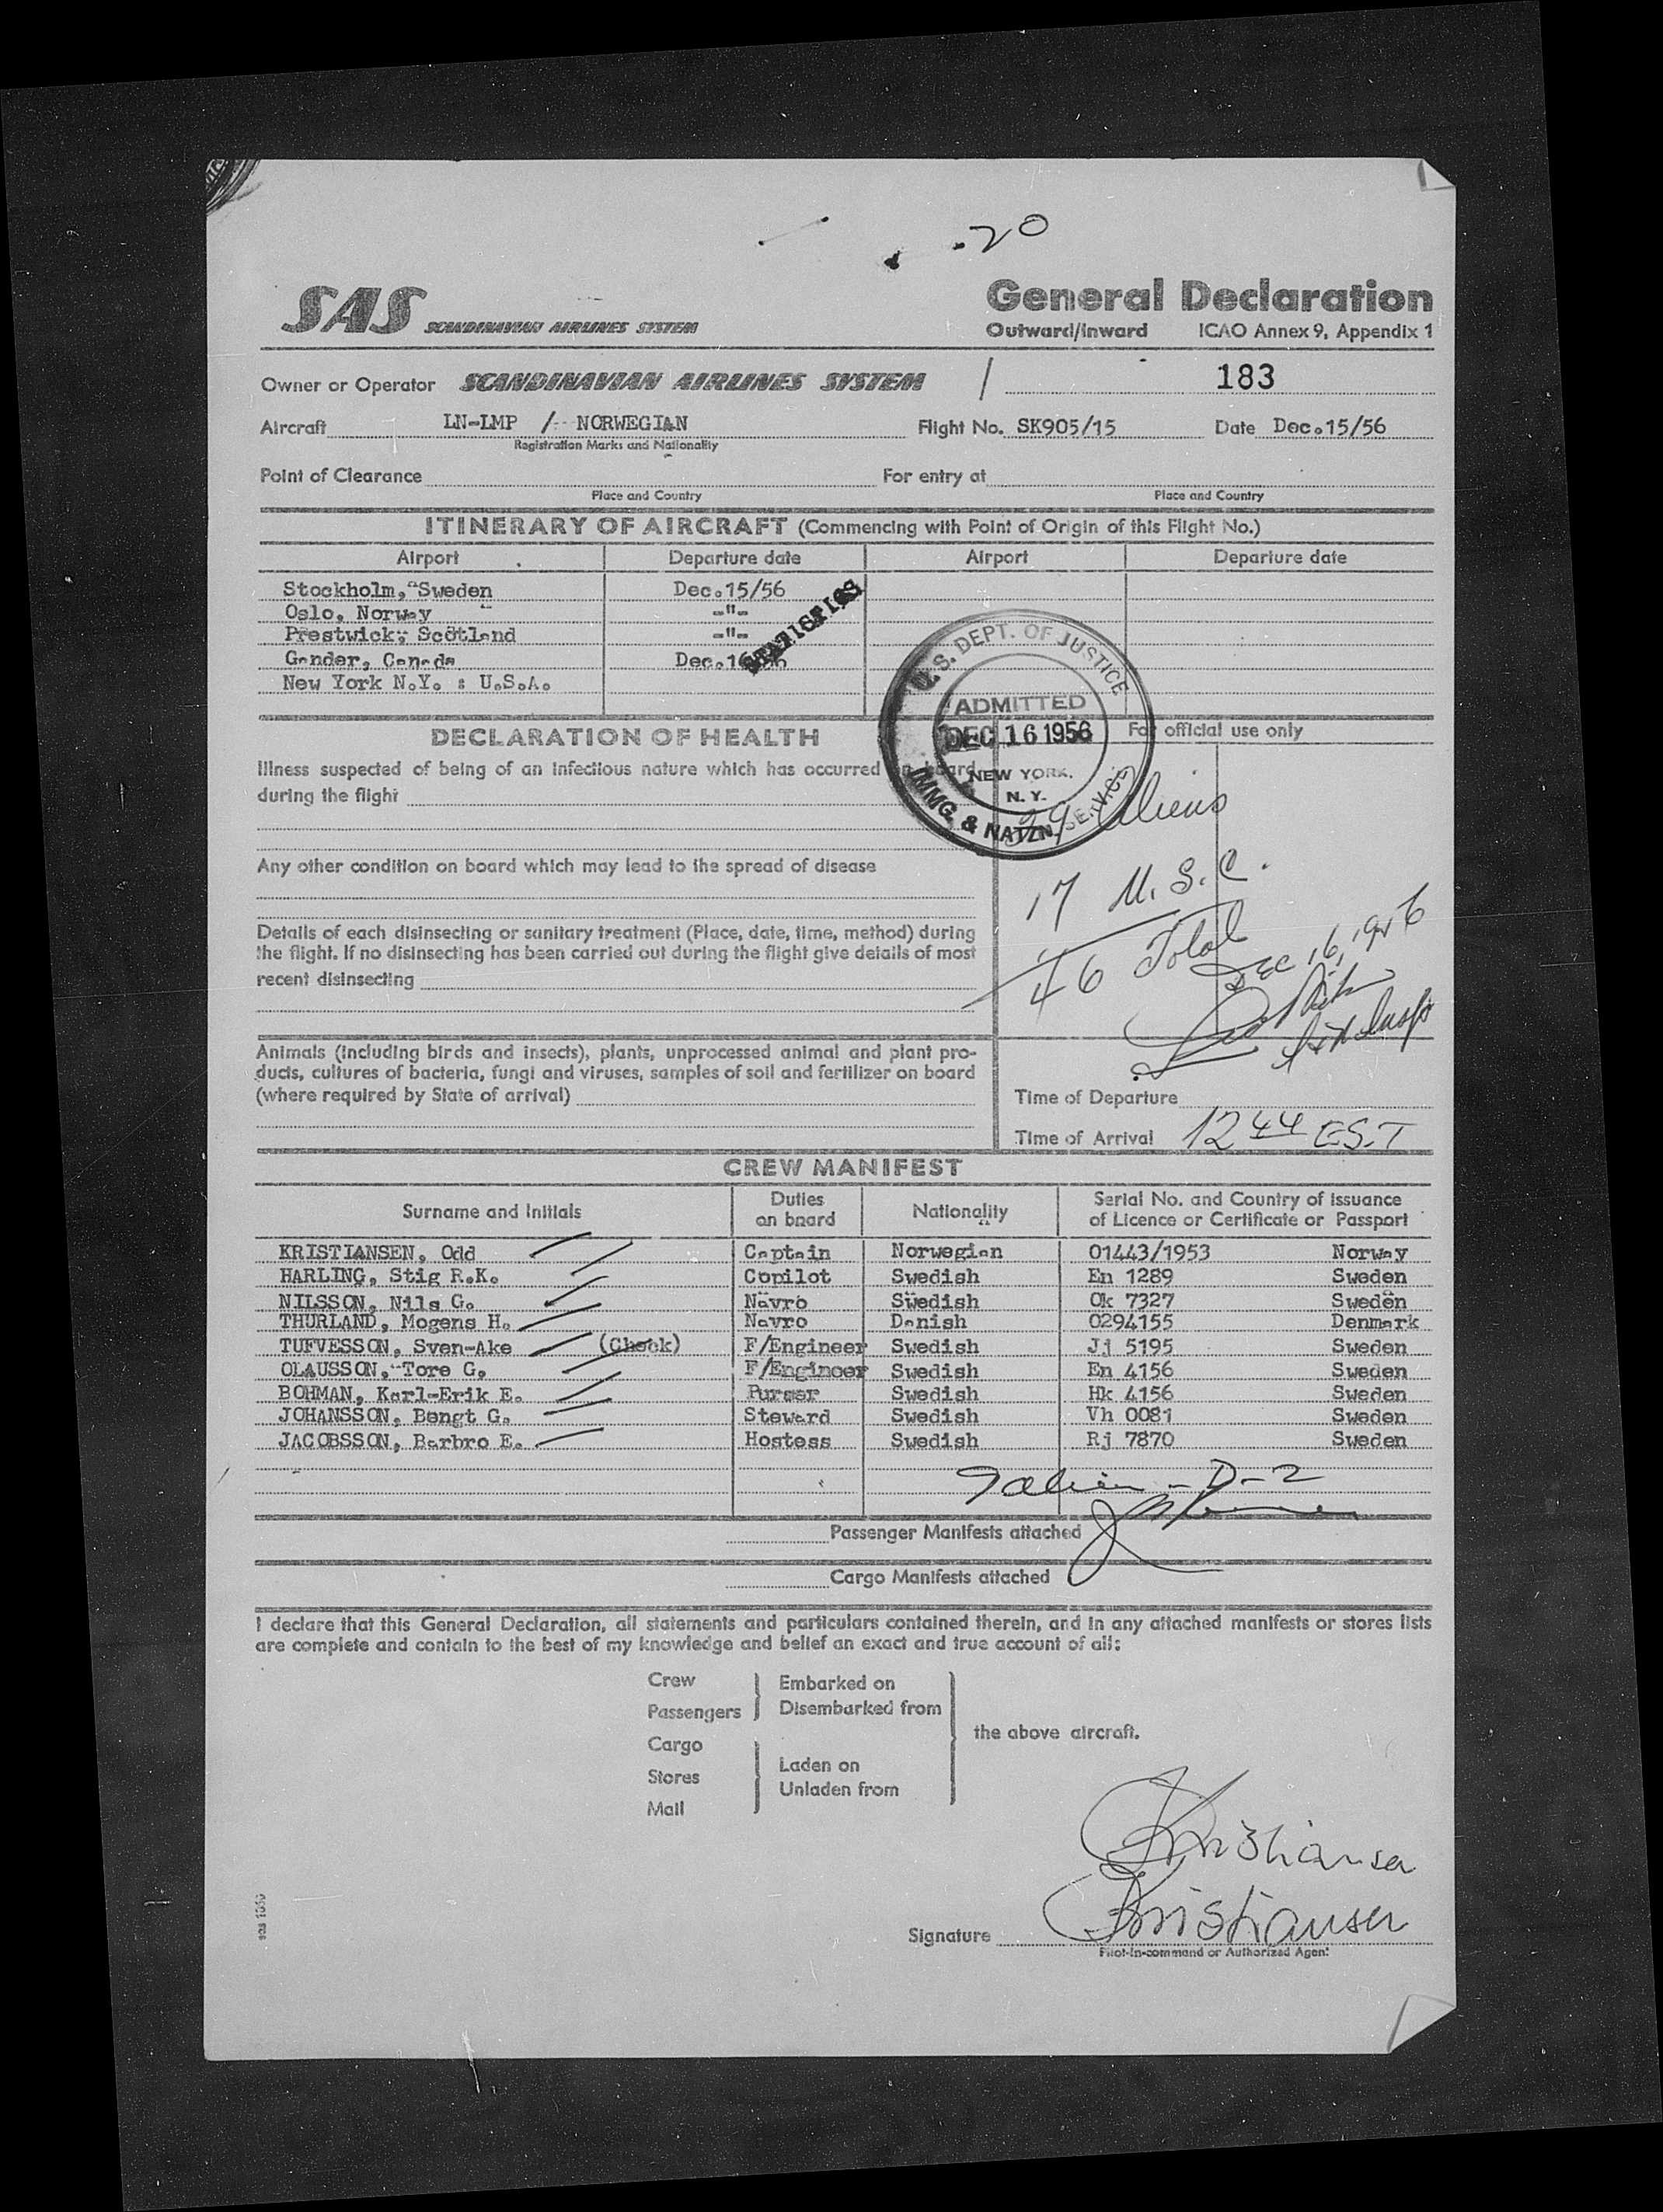 .20
SAS SCANDINAVIAN AIRLINES SYSTEM
General Declaration
Outward/Inward ICAO Annex 9, Appendix 1
Owner or Operator SCANDINAVIAN AIRLINES SYSTEM / 183
Aircraft LN-LMP / NORWEGIAN Flight No. SK905/15 Date Dec.15/56
Registration Marks and Nationality
Point of Clearance For entry at
Place and Country Place and Country
ITINERARY OF AIRCRAFT (Commencing with Point of Origin of this Flight No.)
Airport Departure date Airport Departure date
Stockholm, Sweden Dec.15/56
Oslo, Norway -"-
Prestwick, Scotland -"-
Gander, Canada Dec.16/56
STATISTICS
New York N.Y. : U.S.A.
U.S. DEPT. OF JUSTICE
ADMITTED
DEC 16 1956
NEW YORK,
N.Y.
IMMG. & NATZN. SERVICE
DECLARATION OF HEALTH
For official use only
Illness suspected of being of an infectious nature which has occurred on board
during the flight
29 Aliens
Any other condition on board which may lead to the spread of disease
17 U.S.C.
46 Total
Dec 16, 1956
Details of each disinsecting or sanitary treatment (Place, date, time, method) during
the flight. If no disinsecting has been carried out during the flight give details of most
recent disinsecting
Animals (including birds and insects), plants, unprocessed animal and plant pro-
ducts, cultures of bacteria, fungi and viruses, samples of soil and fertilizer on board
(where required by State of arrival)
Time of Departure
Time of Arrival 12 44 E.S.T
CREW MANIFEST
Surname and Initials Duties on board Nationality Serial No. and Country of issuance of Licence or Certificate or Passport
KRISTIANSEN, Odd Captain Norwegian 01443/1953 Norway
HARLING, Stig R.K. Copilot Swedish En 1289 Sweden
NILSSON, Nils G. Navro Swedish Ok 7327 Sweden
THURLAND, Mogens H. Navro Danish 0294155 Denmark
TUFVESSON, Sven-Ake (Check) F/Engineer Swedish Jj 5195 Sweden
OLAUSSON, Tore G. F/Engineer Swedish En 4156 Sweden
BOHMAN, Karl-Erik E. Purser Swedish Hk 4156 Sweden
JOHANSSON, Bengt G. Steward Swedish Vh 0081 Sweden
JACOBSSON, Barbro E. Hostess Swedish Rj 7870 Sweden
9 alien - D-2
Passenger Manifests attached
Cargo Manifests attached
I declare that this General Declaration, all statements and particulars contained therein, and in any attached manifests or stores lists
are complete and contain to the best of my knowledge and belief an exact and true account of all:
Crew Embarked on
Passengers Disembarked from
the above aircraft.
Cargo
Stores Laden on
Unladen from
Mail
Kristiansen
Kristiansen
Signature
Pilot-in-command or Authorized Agent